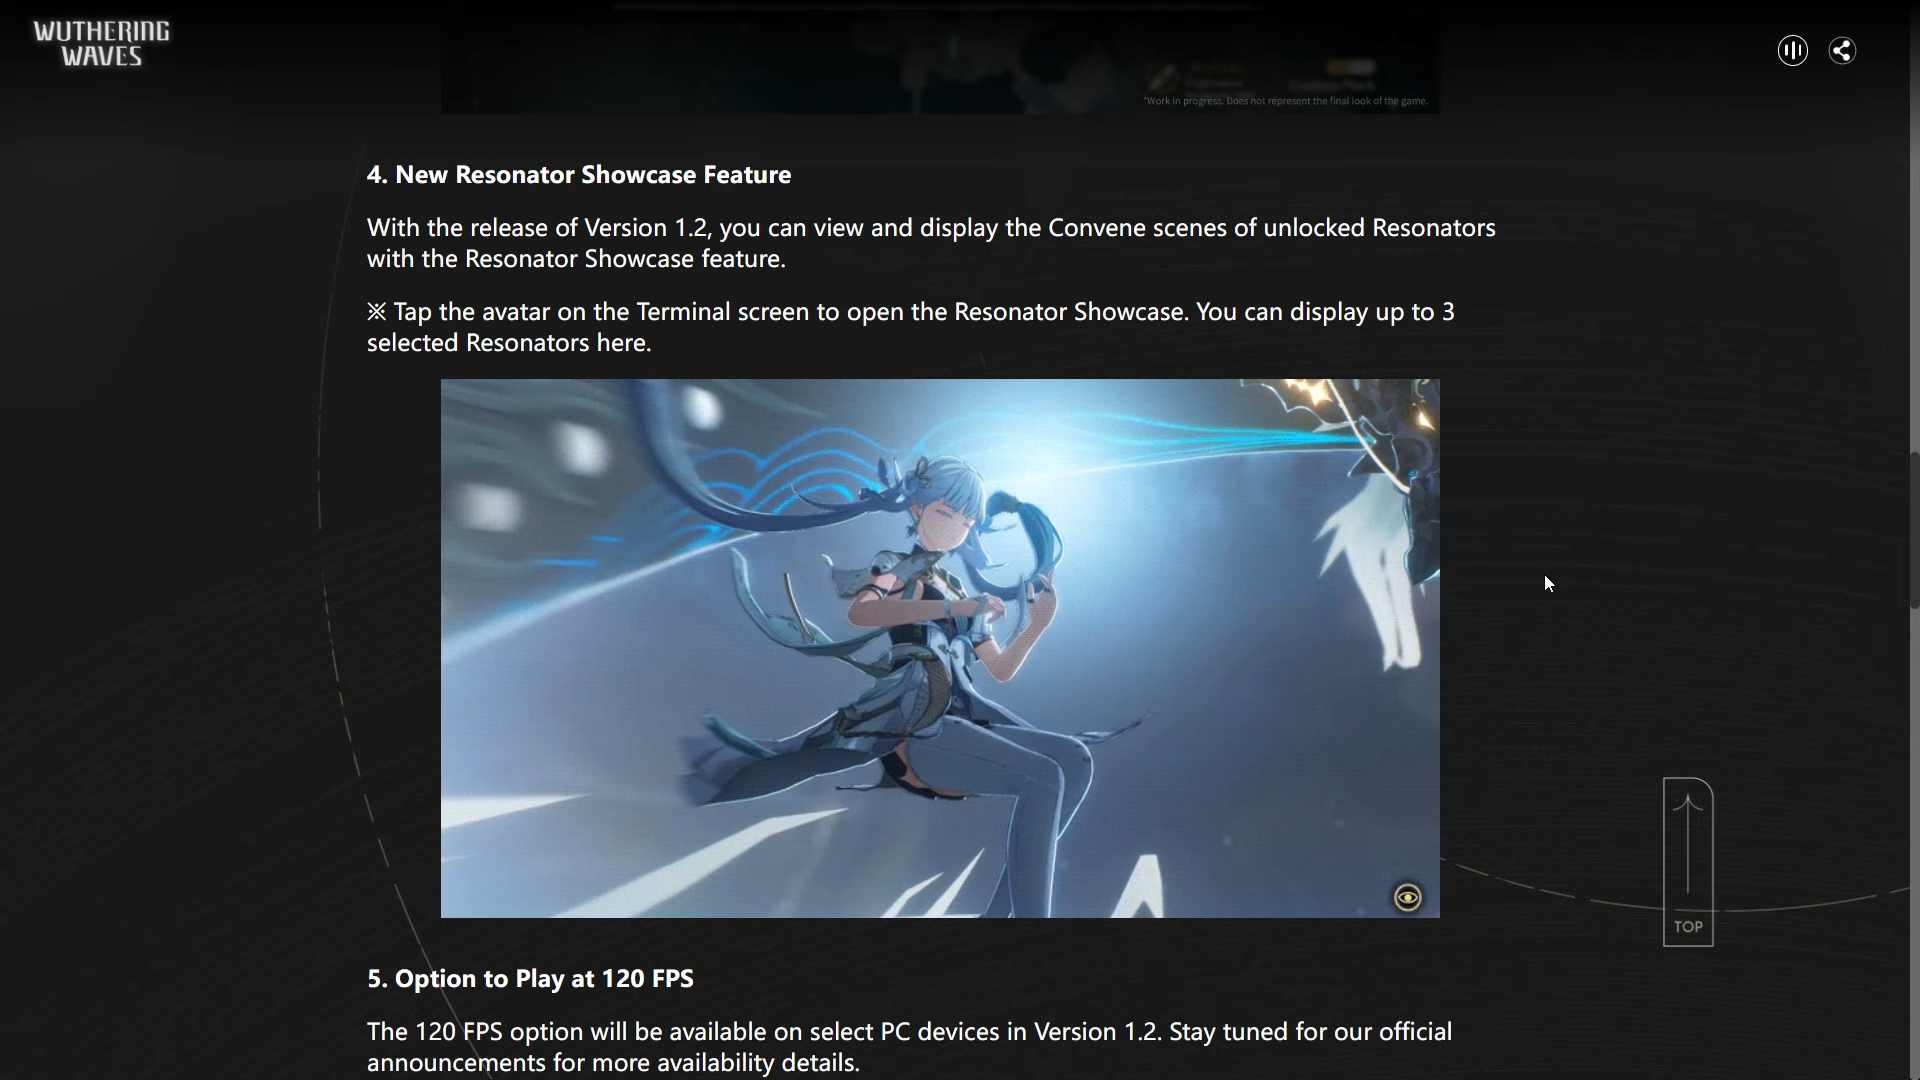 WUTHERING
WAVES
*Work in progress. Does not represent the final look of the game.
4. New Resonator Showcase Feature
With the release of Version 1.2, you can view and display the Convene scenes of unlocked Resonators
with the Resonator Showcase feature.
※ Tap the avatar on the Terminal screen to open the Resonator Showcase. You can display up to 3
selected Resonators here.
TOP
5. Option to Play at 120 FPS
The 120 FPS option will be available on select PC devices in Version 1.2. Stay tuned for our official
announcements for more availability details.